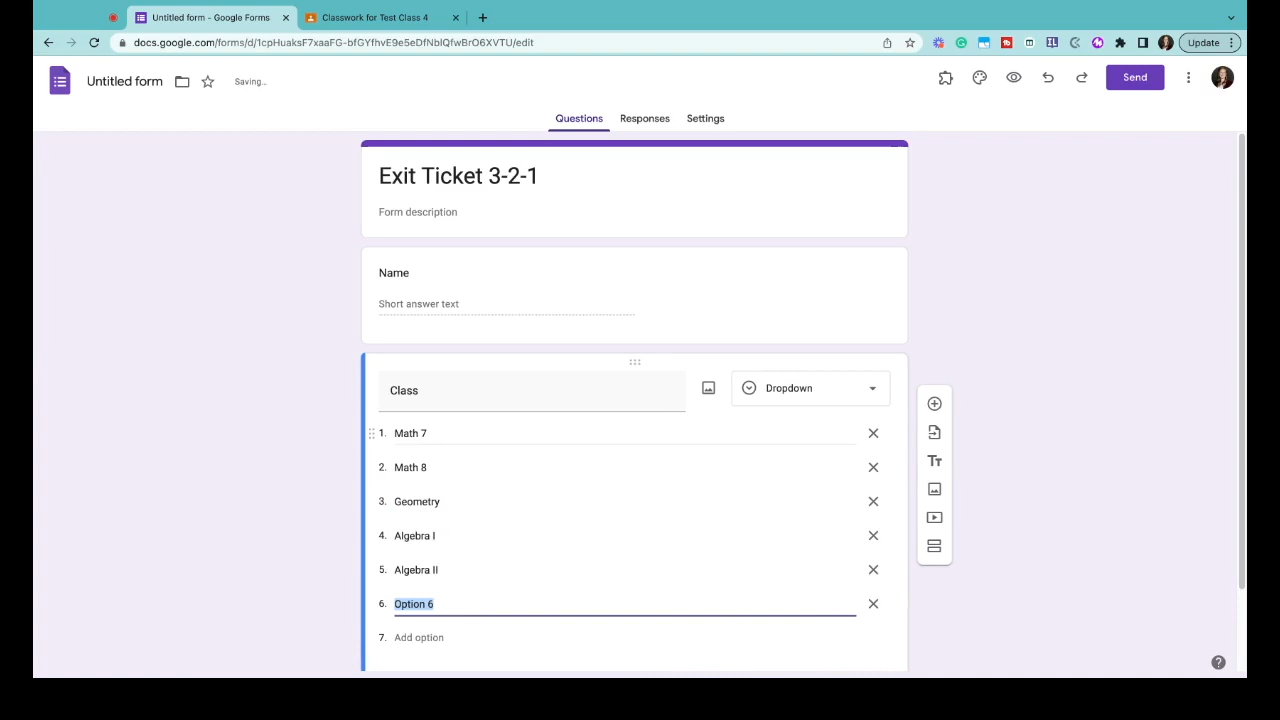 Untitled form - Google Forms
Classwork for Test Class 4
docs.google.com/forms/d/1cpHuaksF7xaaFG-bfGYfhvE9e5eDfNblQfwBrO6XVTU/edit
Update
Untitled form
Saving...
Send
Questions Responses Settings
Exit Ticket 3-2-1
Form description
Name
Short answer text
Class
Dropdown
1. Math 7
2. Math 8
3. Geometry
Tт
4. Algebra I
5. Algebra II
6. Option 6
7. Add option